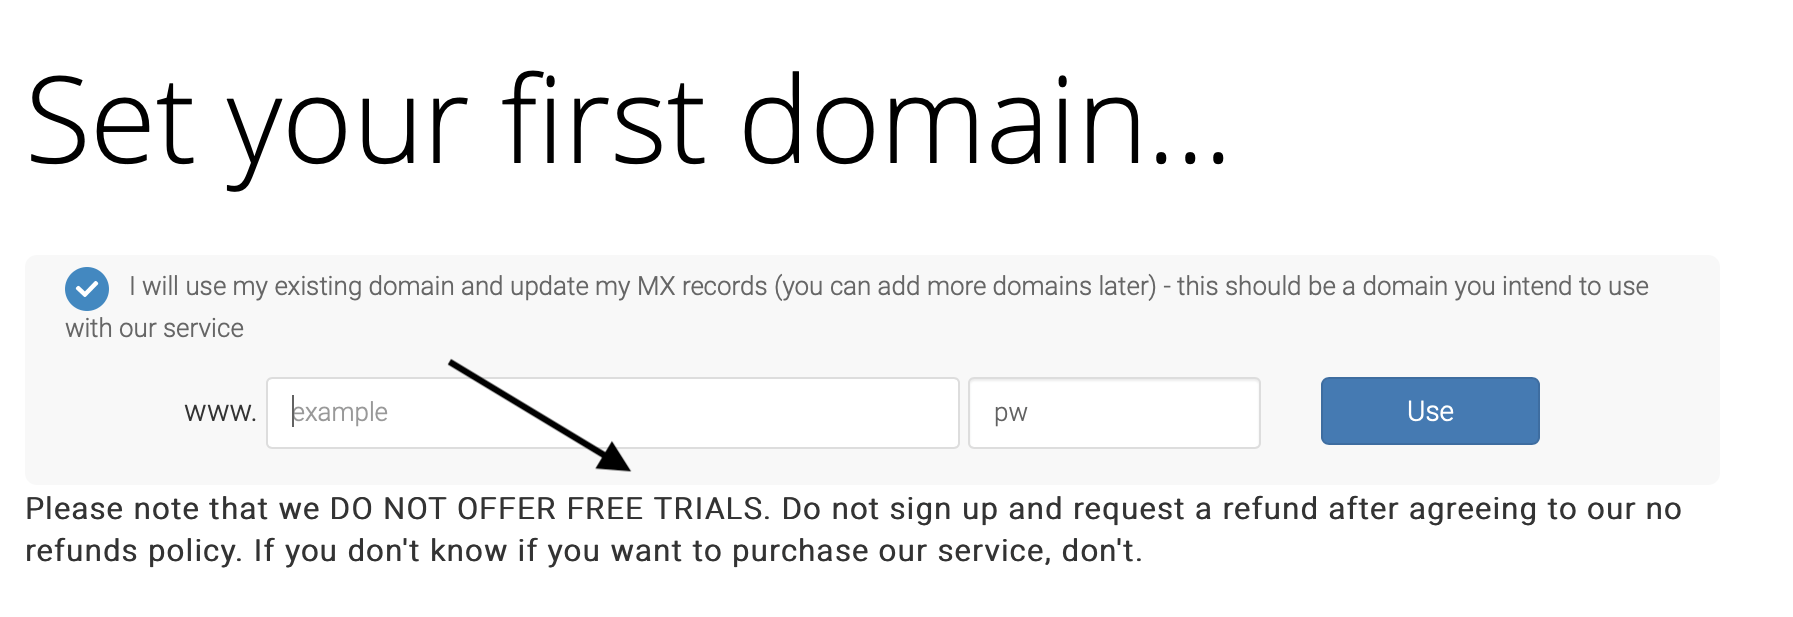 Set your first domain...
I will use my existing domain and update my MX records (you can add more domains later) - this should be a domain you intend to use
with our service
www. example pw Use
Please note that we DO NOT OFFER FREE TRIALS. Do not sign up and request a refund after agreeing to our no
refunds policy. If you don't know if you want to purchase our service, don't.